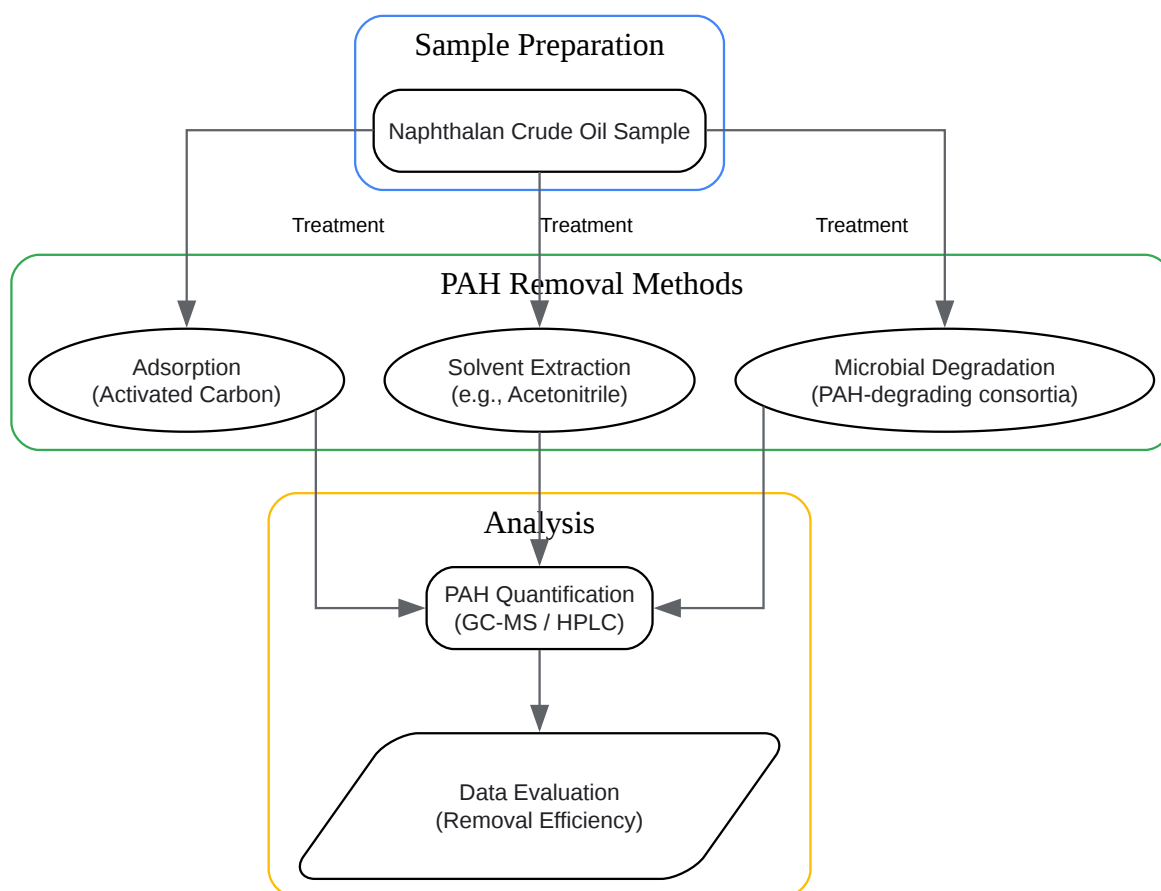 Sample Preparation
Naphthalan Crude Oil Sample
Treatment
Treatment
Treatment
PAH Removal Methods
Adsorption
(Activated Carbon)
Solvent Extraction
(e.g., Acetonitrile)
Microbial Degradation
(PAH-degrading consortia)
Analysis
PAH Quantification
(GC-MS / HPLC)
Data Evaluation
(Removal Efficiency)